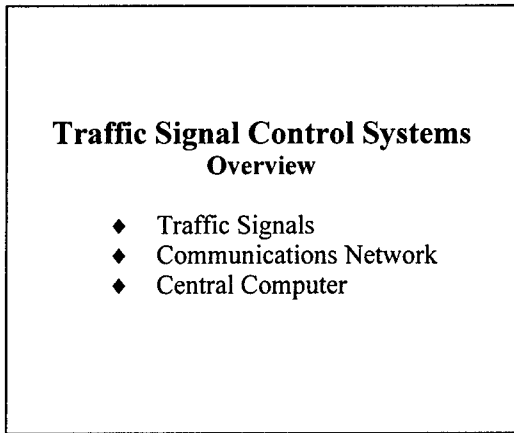 Traffic Signal Control Systems
Overview
♦ Traffic Signals
♦ Communications Network
♦ Central Computer